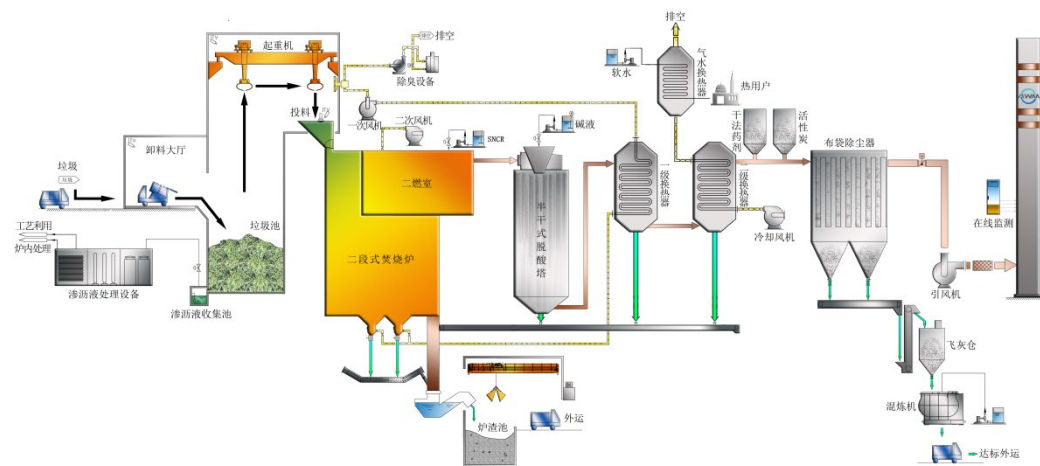 起重机
排空
除臭设备
投料
一次风机
二次风机
SNCR
碱液
排空
软水
气水换热器
热用户
干法药剂
活性炭
布袋除尘器
卸料大厅
垃圾
垃圾
垃圾池
工艺利用
炉内处理
渗沥液处理设备
渗沥液收集池
二燃室
二段式焚烧炉
半干式脱酸塔
一级换热器
二级换热器
冷却风机
在线监测
引风机
飞灰仓
混炼机
达标外运
炉渣池
外运